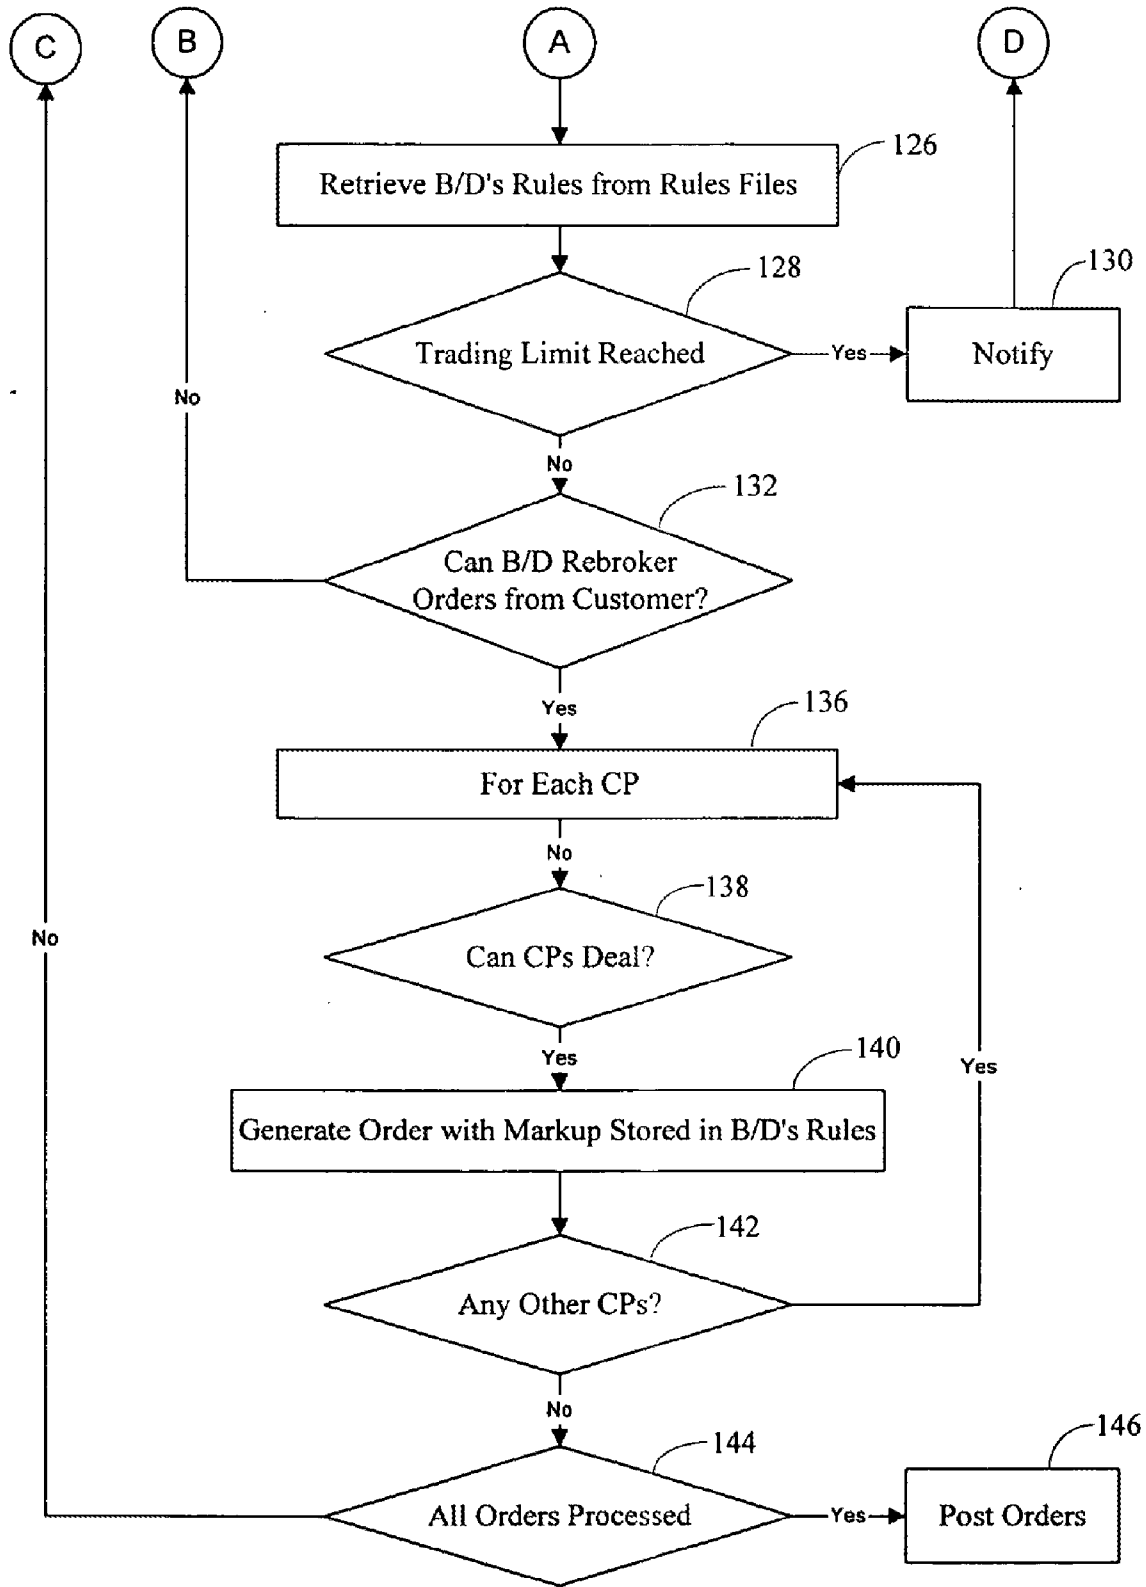 C
B
A
D
126
Retrieve B/D's Rules from Rules Files
128
130
Trading Limit Reached
Yes
Notify
No
No
132
Can B/D Rebroker
Orders from Customer?
Yes
136
For Each CP
No
138
No
Can CPs Deal?
Yes
140
Yes
Generate Order with Markup Stored in B/D's Rules
142
Any Other CPs?
No
144
146
All Orders Processed
Yes
Post Orders